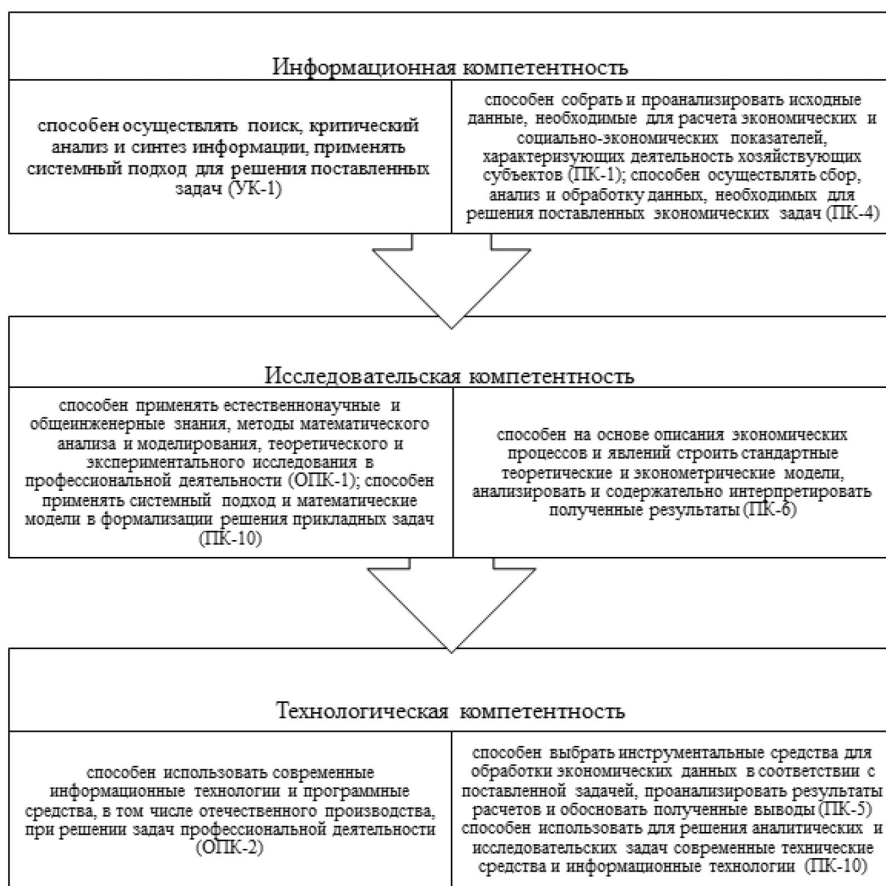 Информационная компетентность
способен осуществлять поиск, критический
анализ и синтез информации, применять
системный подход для решения поставленных
задач (УК-1)
способен собрать и проанализировать исходные
данные, необходимые для расчета экономических и
социально-экономических показателей,
характеризующих деятельность хозяйствующих
субъектов (ПК-1); способен осуществлять сбор,
анализ и обработку данных, необходимых для
решения поставленных экономических задач (ПК-4)
Исследовательская компетентность
способен применять естественнонаучные и
общеинженерные знания, методы математического
анализа и моделирования, теоретического и
экспериментального исследования в
профессиональной деятельности (ОПК-1); способен
применять системный подход и математические
модели в формализации решения прикладных задач
(ПК-10)
способен на основе описания экономических
процессов и явлений строить стандартные
теоретические и эконометрические модели,
анализировать и содержательно интерпретировать
полученные результаты (ПК-6)
Технологическая компетентность
способен использовать современные
информационные технологии и программные
средства, в том числе отечественного производства,
при решении задач профессиональной деятельности
(ОПК-2)
способен выбрать инструментальные средства для
обработки экономических данных в соответствии с
поставленной задачей, проанализировать результаты
расчетов и обосновать полученные выводы (ПК-5)
способен использовать для решения аналитических и
исследовательских задач современные технические
средства и информационные технологии (ПК-10)